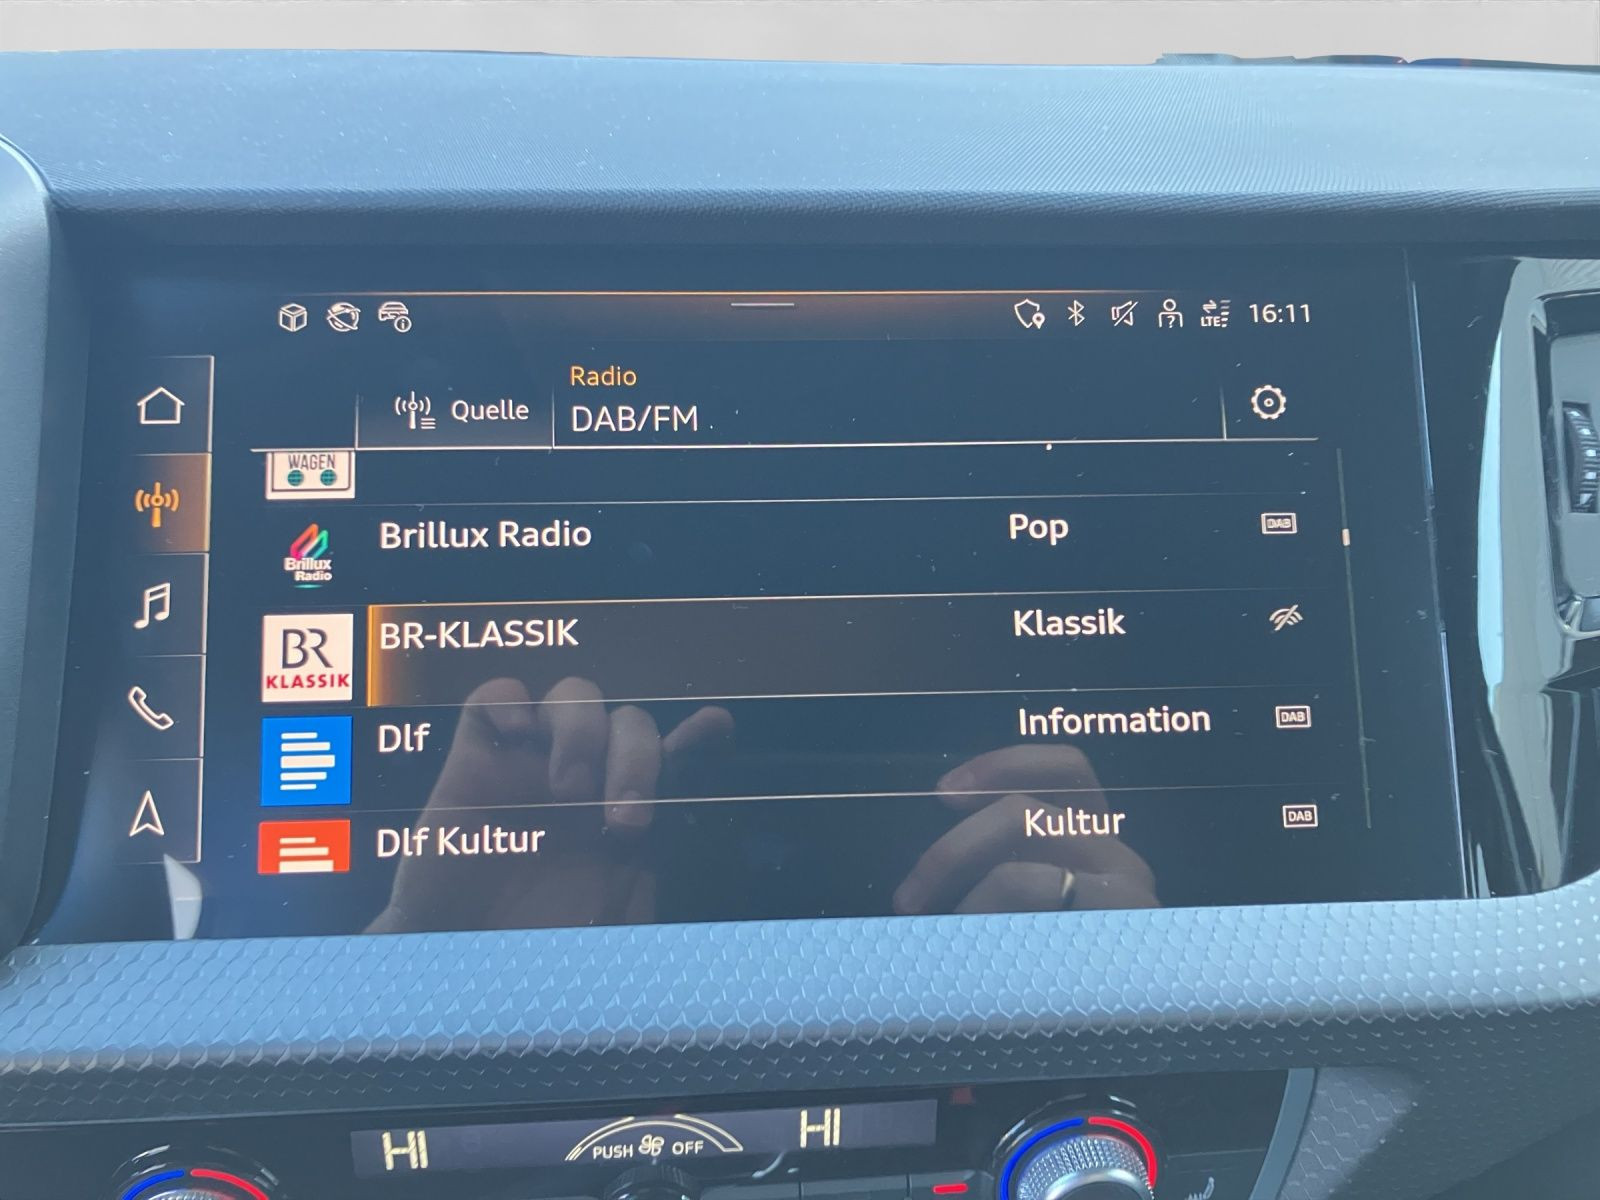 LTE 16:11
Radio
Quelle
DAB/FM
WAGEN
Brillux Radio Pop DAB
Brillux
Radio
BR-KLASSIK Klassik
BR
KLASSIK
Dlf Information DAB
Dlf Kultur Kultur DAB
HI PUSH OFF HI